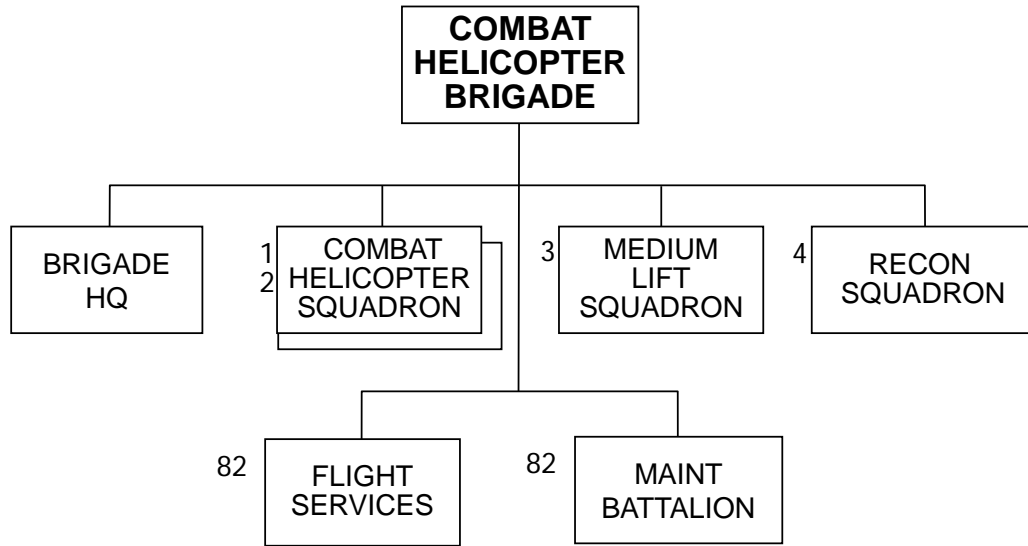 COMBAT
HELICOPTER
BRIGADE
BRIGADE
HQ
1
2
COMBAT
HELICOPTER
SQUADRON
3
MEDIUM
LIFT
SQUADRON
4
RECON
SQUADRON
82
FLIGHT
SERVICES
82
MAINT
BATTALION